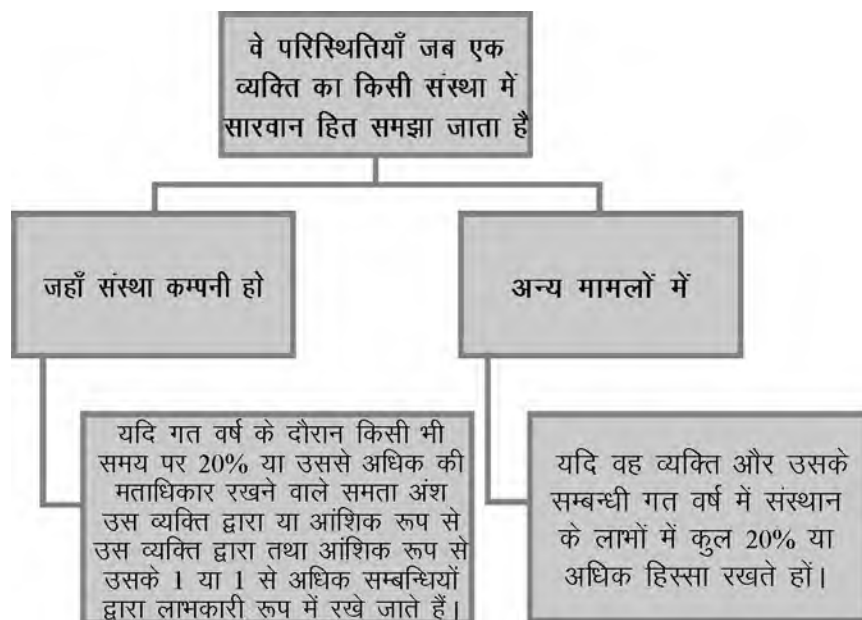 वे परिस्थितियाँ जब एक
व्यक्ति का किसी संस्था में
सारवान हित समझा जाता है
जहाँ संस्था कम्पनी हो
अन्य मामलों में
यदि गत वर्ष के दौरान किसी भी
समय पर 20% या उससे अधिक की
मताधिकार रखने वाले समता अंश
उस व्यक्ति द्वारा या आंशिक रूप से
उस व्यक्ति द्वारा तथा आंशिक रूप से
उसके 1 या 1 से अधिक सम्बन्धियों
द्वारा लाभकारी रूप में रखे जाते हैं।
यदि वह व्यक्ति और उसके
सम्बन्धी गत वर्ष में संस्थान
के लाभों में कुल 20% या
अधिक हिस्सा रखते हों।